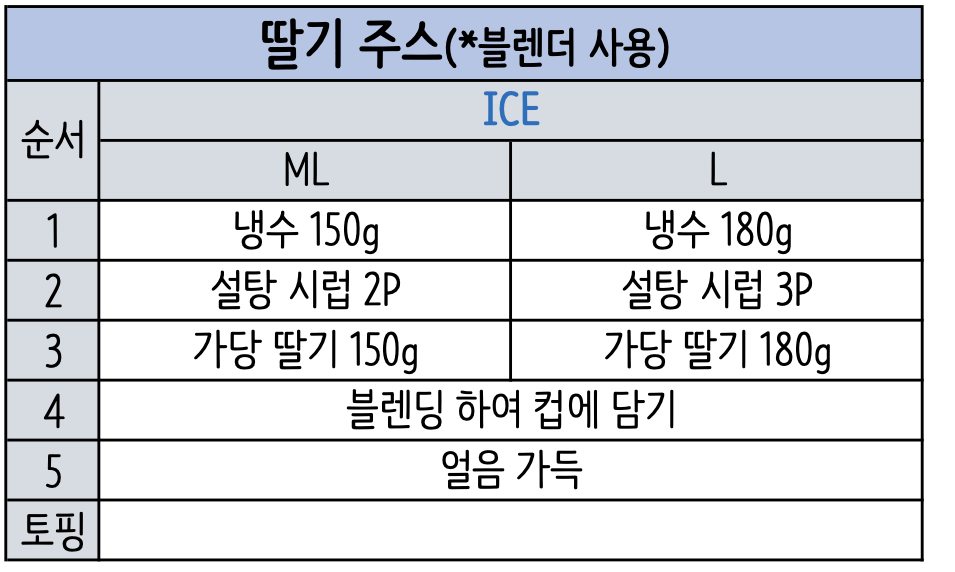 딸기 주스(*블렌더 사용)
순서
ICE
ML L
1 냉수 150g 냉수 180g
2 설탕 시럽 2P 설탕 시럽 3P
3 가당 딸기 150g 가당 딸기 180g
4 블렌딩 하여 컵에 담기
5 얼음 가득
토핑